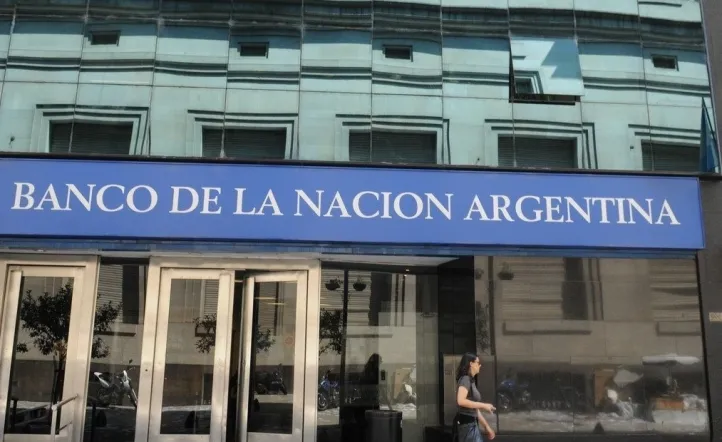 BANCO DE LA NACION ARGENTINA